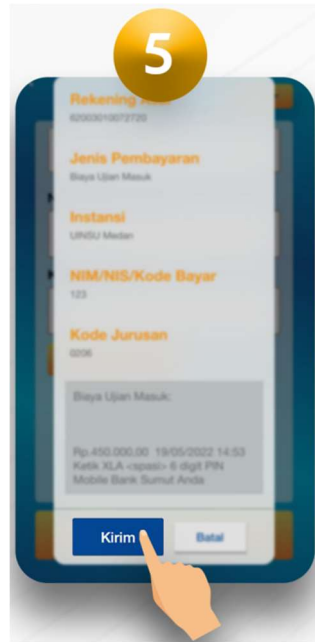 5
Rekening
62003010072720
Jenis Pembayaran
Biaya Ujian Masuk
Instansi
UINSU Medan
NIM/NIS/Kode Bayar
123
Kode Jurusan
0206
Biaya Ujian Masuk:
Rp.450.000,00 19/05/2022 14:53
Ketik XLA <spasi> 6 digit PIN
Mobile Bank Sumut Anda
Kirim
Batal